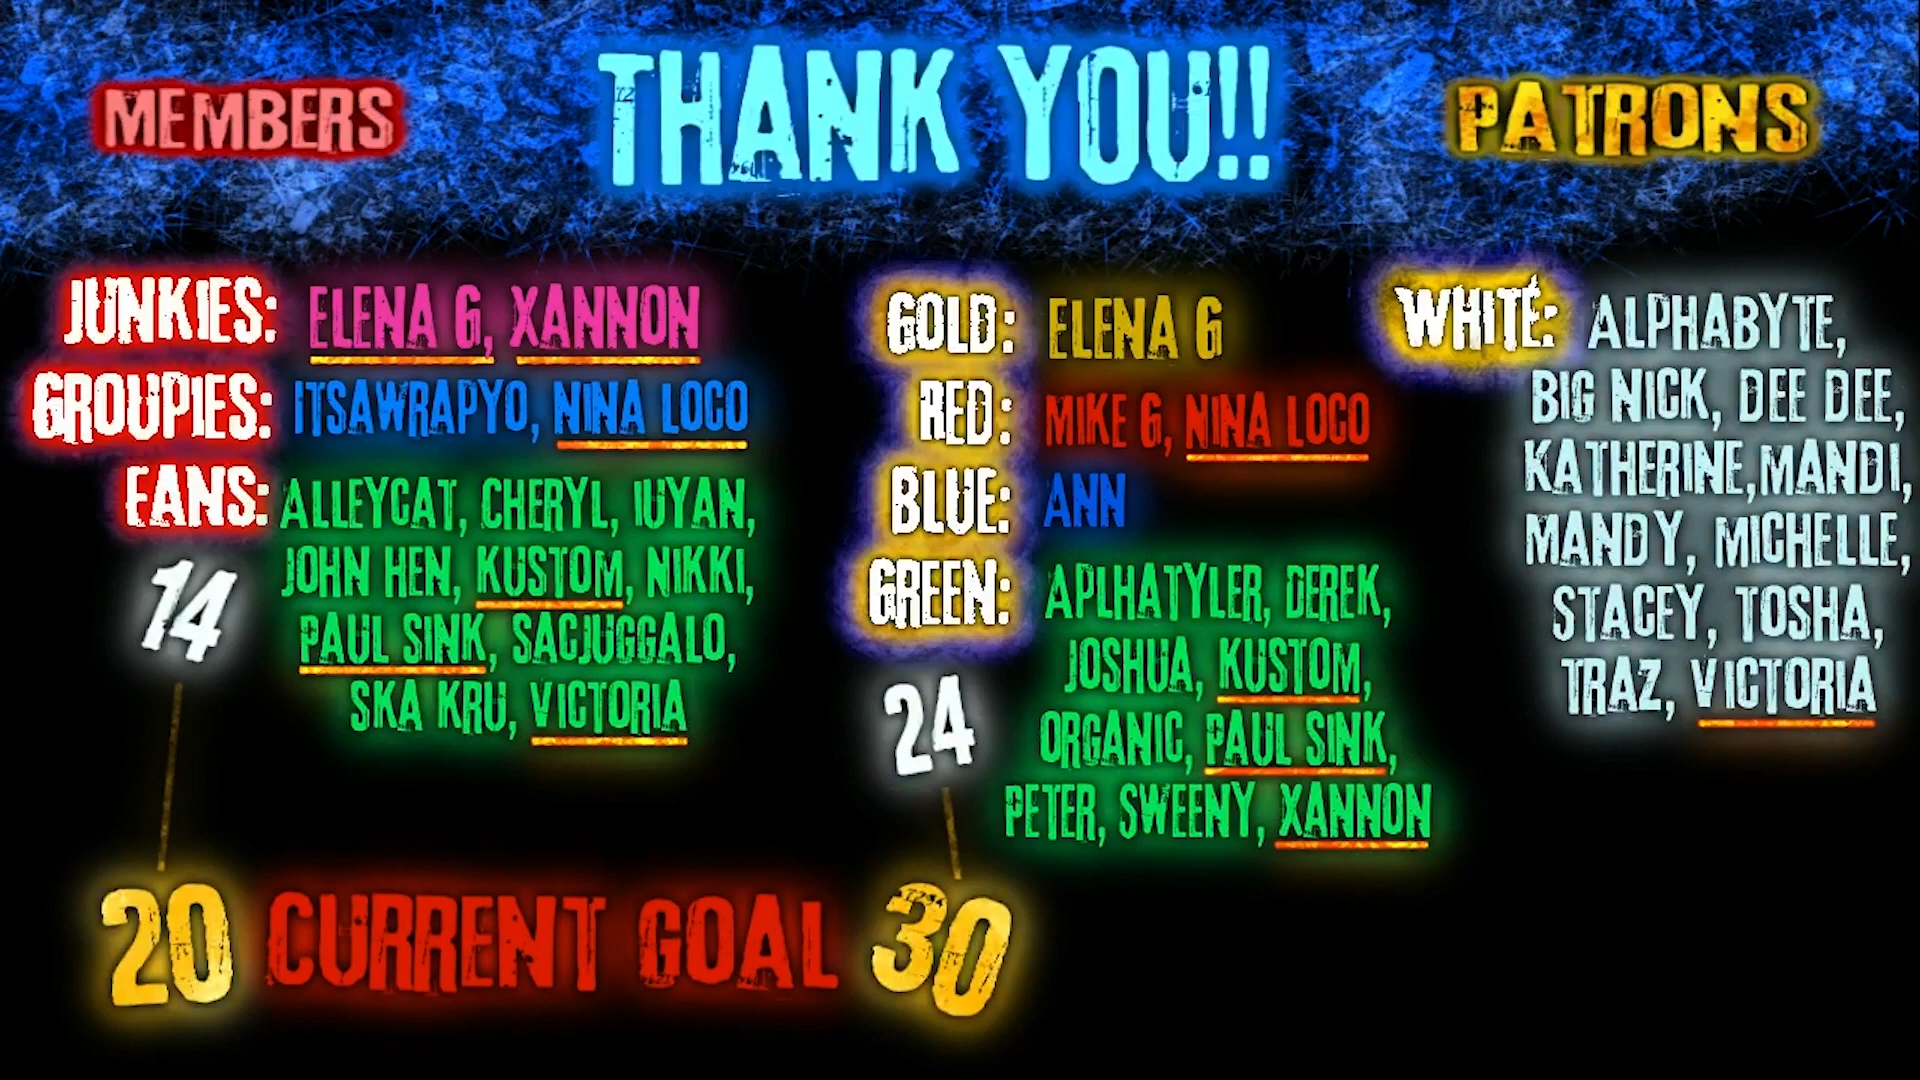 MEMBERS
THANK YOU!!
PATRONS
JUNKIES: ELENA G, XANNON
GROUPIES: ITSAWRAPYO, NINA LOCO
FANS: ALLEYCAT, CHERYL, IUYAN,
JOHN HEN, KUSTOM, NIKKI,
PAUL SINK, SACJUGGALO,
SKA KRU, VICTORIA
14
20
CURRENT GOAL
GOLD: ELENA G
RED: MIKE G, NINA LOCO
BLUE: ANN
GREEN: APLHATYLER, DEREK,
JOSHUA, KUSTOM,
ORGANIC, PAUL SINK,
PETER, SWEENY, XANNON
24
30
WHITE: ALPHABYTE,
BIG NICK, DEE DEE,
KATHERINE, MANDI,
MANDY, MICHELLE,
STACEY, TOSHA,
TRAZ, VICTORIA